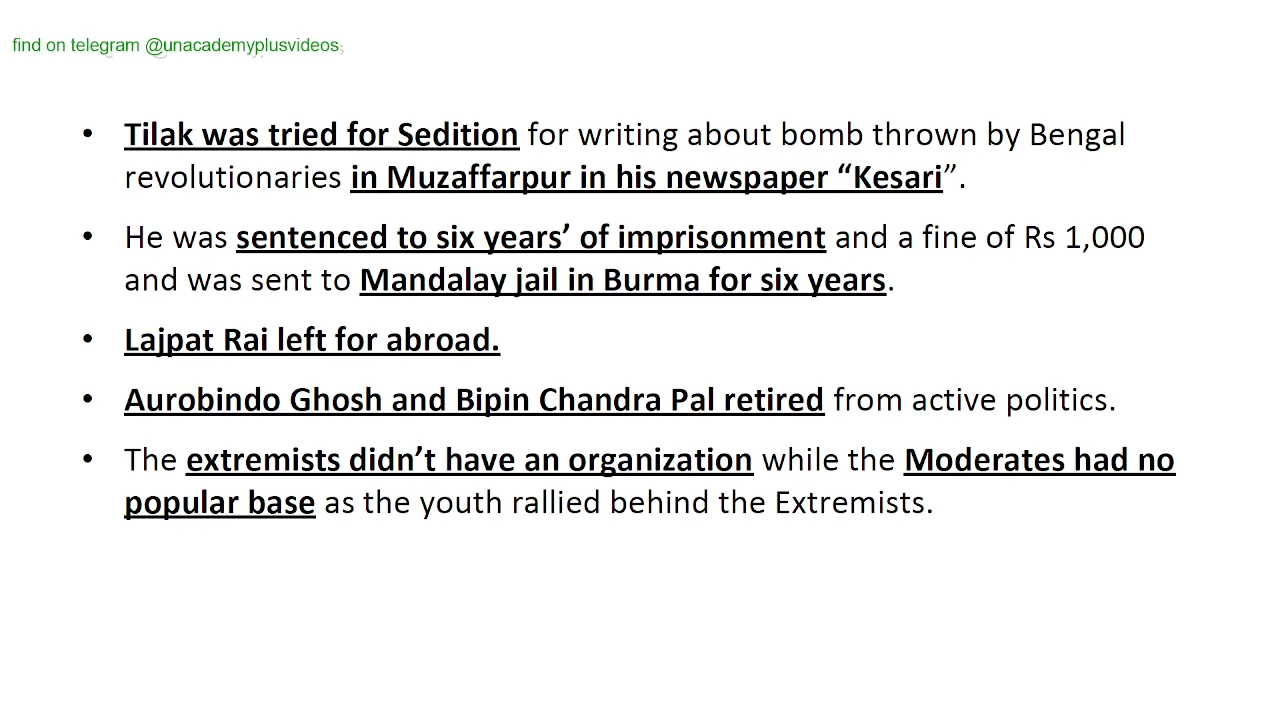 find on telegram @unacademyplusvideos
• Tilak was tried for Sedition for writing about bomb thrown by Bengal
revolutionaries in Muzaffarpur in his newspaper “Kesari”.
• He was sentenced to six years’ of imprisonment and a fine of Rs 1,000
and was sent to Mandalay jail in Burma for six years.
• Lajpat Rai left for abroad.
• Aurobindo Ghosh and Bipin Chandra Pal retired from active politics.
• The extremists didn’t have an organization while the Moderates had no
popular base as the youth rallied behind the Extremists.